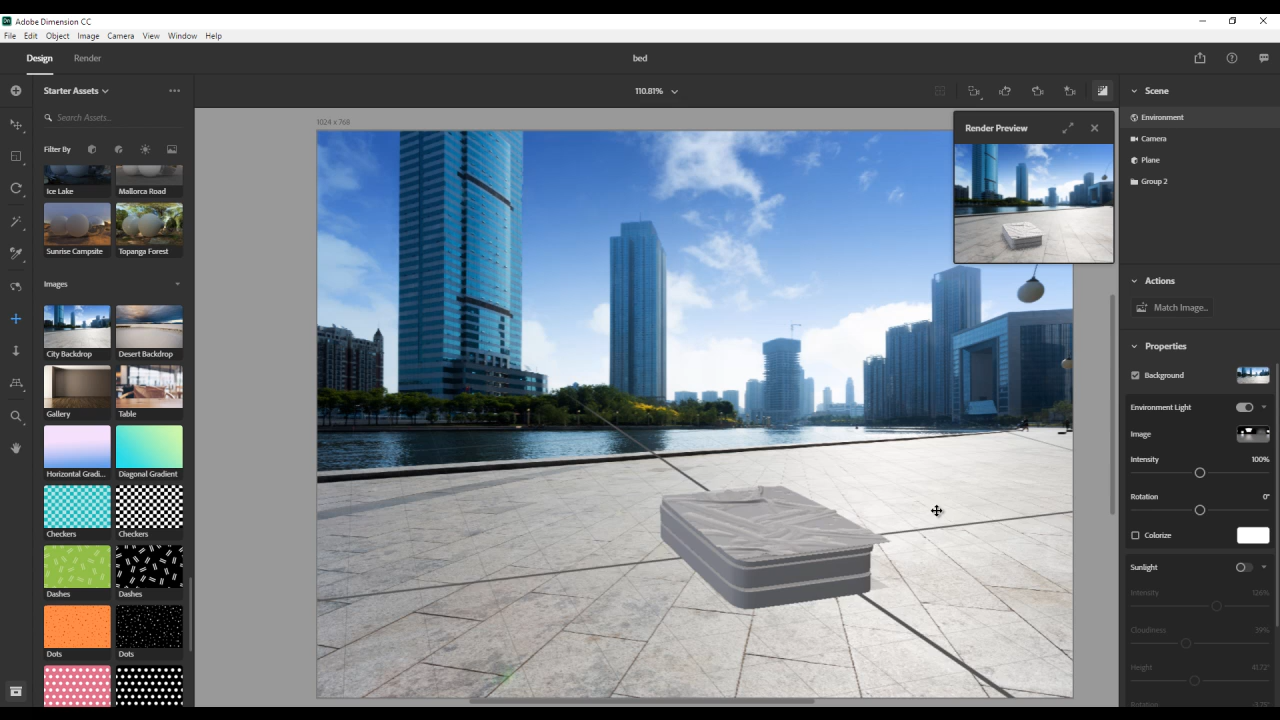 Dn Adobe Dimension CC
File Edit Object Image Camera View Window Help
Design Render bed
Starter Assets
110.81%
Scene
Search Assets...
Environment
1024 x 768
Render Preview
Camera
Filter By
Plane
Group 2
Ice Lake Mallorca Road
Sunrise Campsite Topanga Forest
Images
Actions
Match Image...
City Backdrop Desert Backdrop
Properties
Background
Gallery Table
Environment Light
Image
Intensity 100%
Horizontal Gradi... Diagonal Gradient
Rotation 0°
Checkers Checkers
Colorize
Sunlight
Dashes Dashes
Intensity 126%
Cloudiness 39%
Dots Dots
Height 41.72°
Rotation